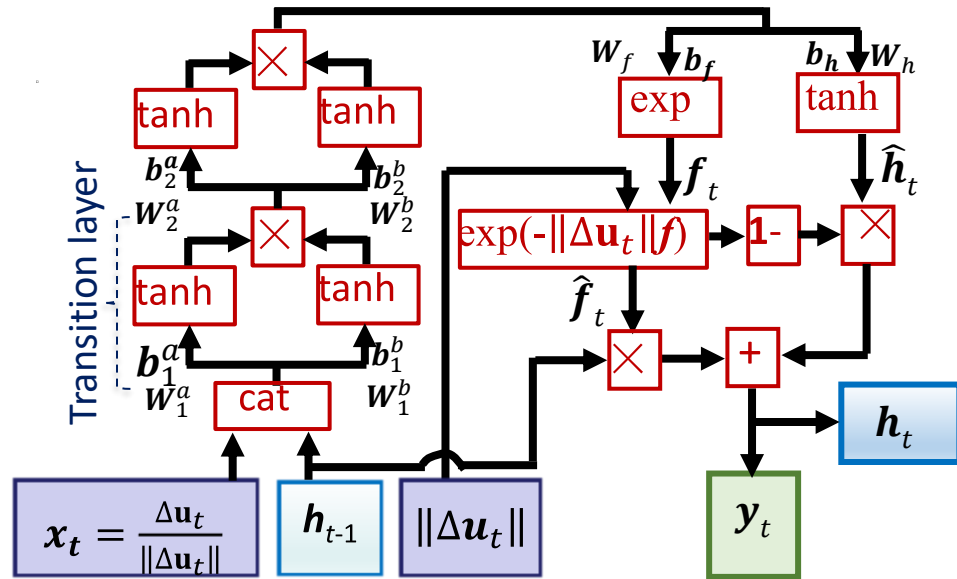 ×
W_f b_f
b_h W_h
tanh
tanh
exp
tanh
b_2^a
b_2^b
f_t
ĥ_t
W_2^a
×
W_2^b
exp(-‖Δu_t‖f)
1-
×
Transition layer
tanh
tanh
f̂_t
b_1^a
b_1^b
×
+
W_1^a
cat
W_1^b
h_t
x_t = Δu_t / ‖Δu_t‖
h_{t-1}
‖Δu_t‖
y_t